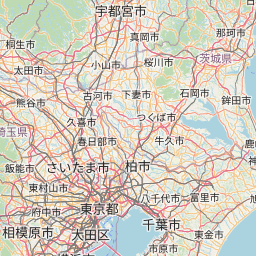 宇都宮市
桐生市
真岡市
那珂市
茨城県
太田市
小山市
桜川市
熊谷市
古河市
下妻市
石岡市
鉾田市
埼玉県
久喜市
つくば市
春日部市
牛久市
飯能市
さいたま市
柏市
東村山市
八千代市
富里市
府中市
東京都
相模原市
大田区
千葉市
東金市
市原市